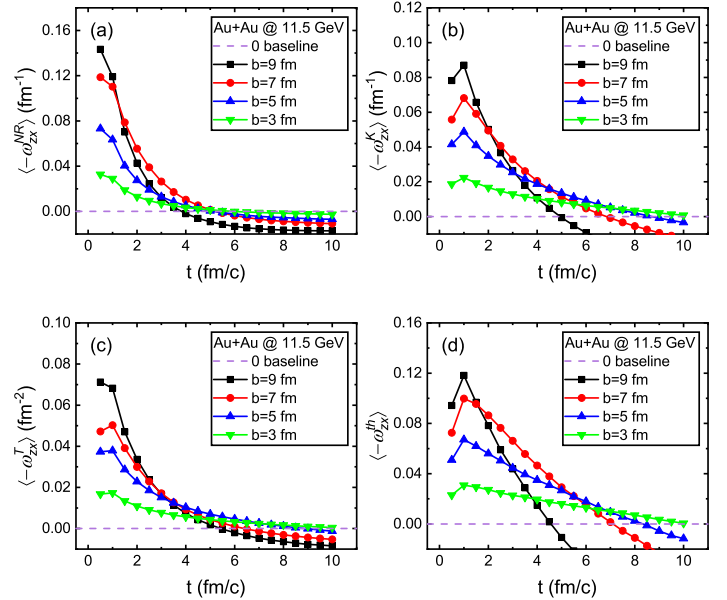 (a)
Au+Au @ 11.5 GeV
0 baseline
b=9 fm
b=7 fm
b=5 fm
b=3 fm
0.16
0.12
0.08
0.04
0.00
⟨−ω_zx^NR⟩ (fm⁻¹)
0 2 4 6 8 10
t (fm/c)
(b)
Au+Au @ 11.5 GeV
0 baseline
b=9 fm
b=7 fm
b=5 fm
b=3 fm
0.12
0.10
0.08
0.06
0.04
0.02
0.00
⟨−ω_zx^K⟩ (fm⁻¹)
0 2 4 6 8 10
t (fm/c)
(c)
Au+Au @ 11.5 GeV
0 baseline
b=9 fm
b=7 fm
b=5 fm
b=3 fm
0.10
0.08
0.06
0.04
0.02
0.00
⟨−ω_zx^T⟩ (fm⁻²)
0 2 4 6 8 10
t (fm/c)
(d)
Au+Au @ 11.5 GeV
0 baseline
b=9 fm
b=7 fm
b=5 fm
b=3 fm
0.16
0.12
0.08
0.04
0.00
⟨−ω_zx^th⟩
0 2 4 6 8 10
t (fm/c)